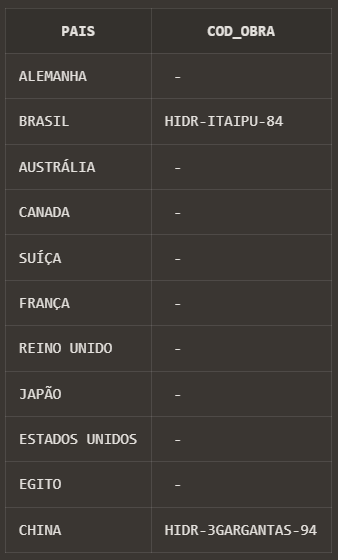 PAIS COD_OBRA
ALEMANHA -
BRASIL HIDR-ITAIPU-84
AUSTRÁLIA -
CANADA -
SUÍÇA -
FRANÇA -
REINO UNIDO -
JAPÃO -
ESTADOS UNIDOS -
EGITO -
CHINA HIDR-3GARGANTAS-94